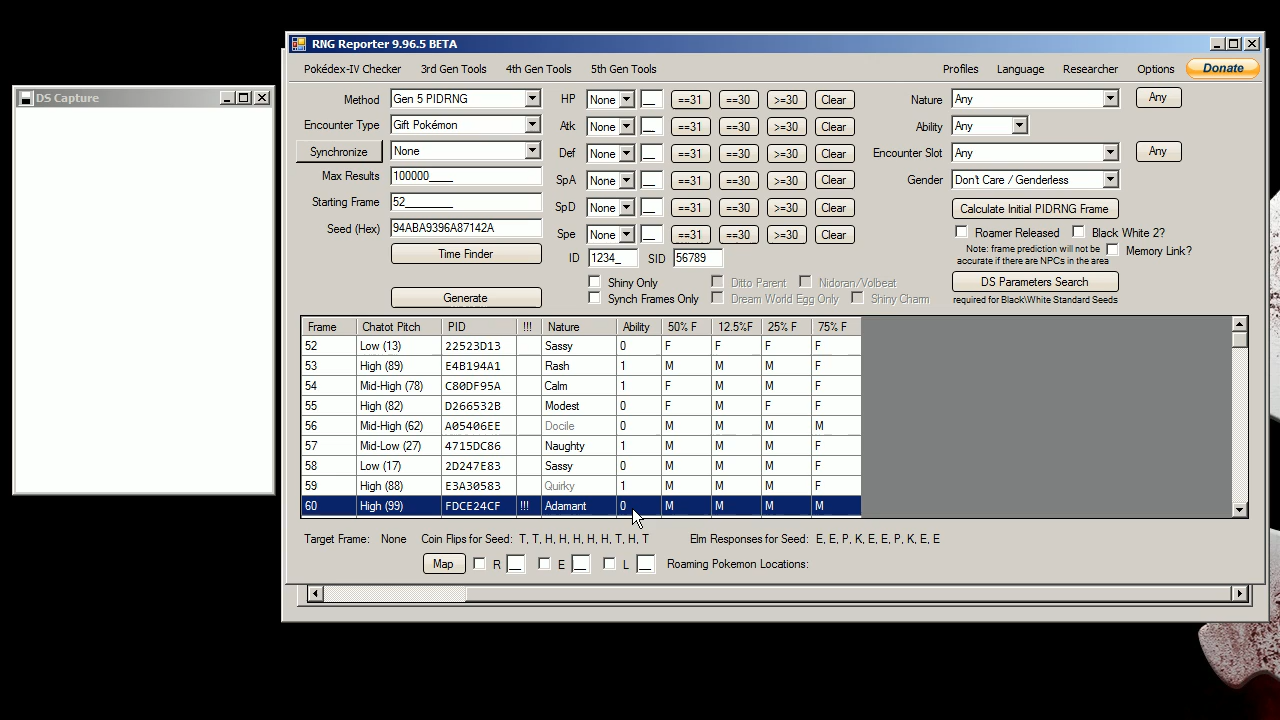 DS Capture
RNG Reporter 9.96.5 BETA
Pokédex-IV Checker 3rd Gen Tools 4th Gen Tools 5th Gen Tools Profiles Language Researcher Options Donate
Method Gen 5 PIDRNG HP None __ ==31 ==30 >=30 Clear Nature Any Any
Encounter Type Gift Pokémon Atk None __ ==31 ==30 >=30 Clear Ability Any
Synchronize None Def None __ ==31 ==30 >=30 Clear Encounter Slot Any Any
Max Results 100000____ SpA None __ ==31 ==30 >=30 Clear Gender Don't Care / Genderless
Starting Frame 52________ SpD None __ ==31 ==30 >=30 Clear Calculate Initial PIDRNG Frame
Seed (Hex) 94ABA9396A87142A Spe None __ ==31 ==30 >=30 Clear Roamer Released Black White 2?
Time Finder ID 1234_ SID 56789 Note: frame prediction will not be Memory Link?
accurate if there are NPCs in the area
Shiny Only Ditto Parent Nidoran/Volbeat DS Parameters Search
Generate Synch Frames Only Dream World Egg Only Shiny Charm required for Black\White Standard Seeds
Frame Chatot Pitch PID !!! Nature Ability 50% F 12.5%F 25% F 75% F
52 Low (13) 22523D13 Sassy 0 F F F F
53 High (89) E4B194A1 Rash 1 M M M F
54 Mid-High (78) C80DF95A Calm 1 F M M F
55 High (82) D266532B Modest 0 F M F F
56 Mid-High (62) A05406EE Docile 0 M M M M
57 Mid-Low (27) 4715DC86 Naughty 1 M M M F
58 Low (17) 2D247E83 Sassy 0 M M M F
59 High (88) E3A30583 Quirky 1 M M M F
60 High (99) FDCE24CF !!! Adamant 0 M M M M
Target Frame: None Coin Flips for Seed: T, T, H, H, H, H, H, T, H, T Elm Responses for Seed: E, E, P, K, E, E, P, K, E, E
Map R __ E __ L __ Roaming Pokemon Locations: